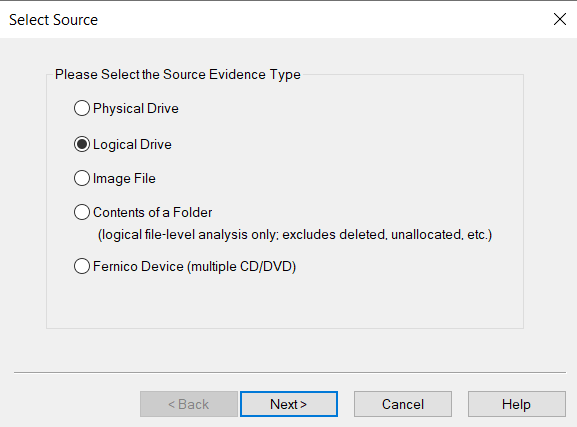 Select Source
Please Select the Source Evidence Type
Physical Drive
Logical Drive
Image File
Contents of a Folder
(logical file-level analysis only; excludes deleted, unallocated, etc.)
Fernico Device (multiple CD/DVD)
< Back Next > Cancel Help